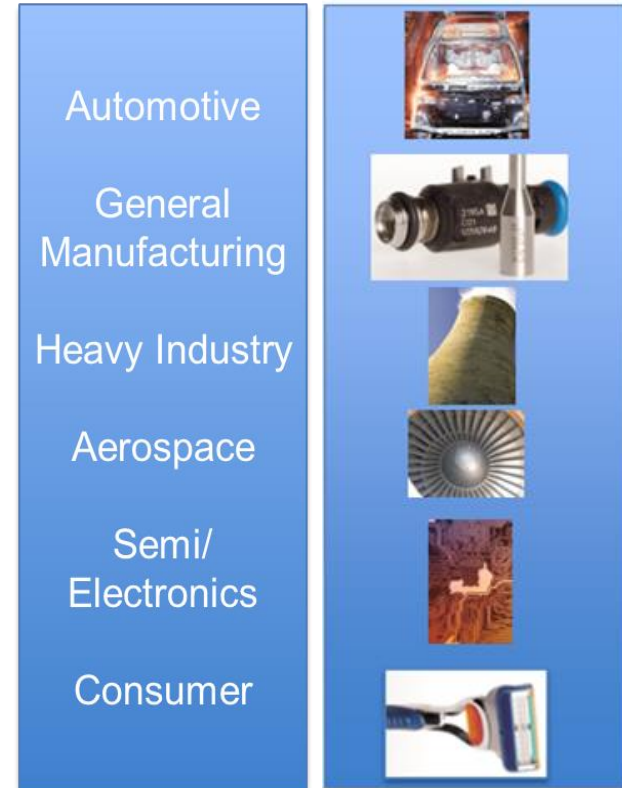 Automotive
General
Manufacturing
Heavy Industry
Aerospace
Semi/
Electronics
Consumer